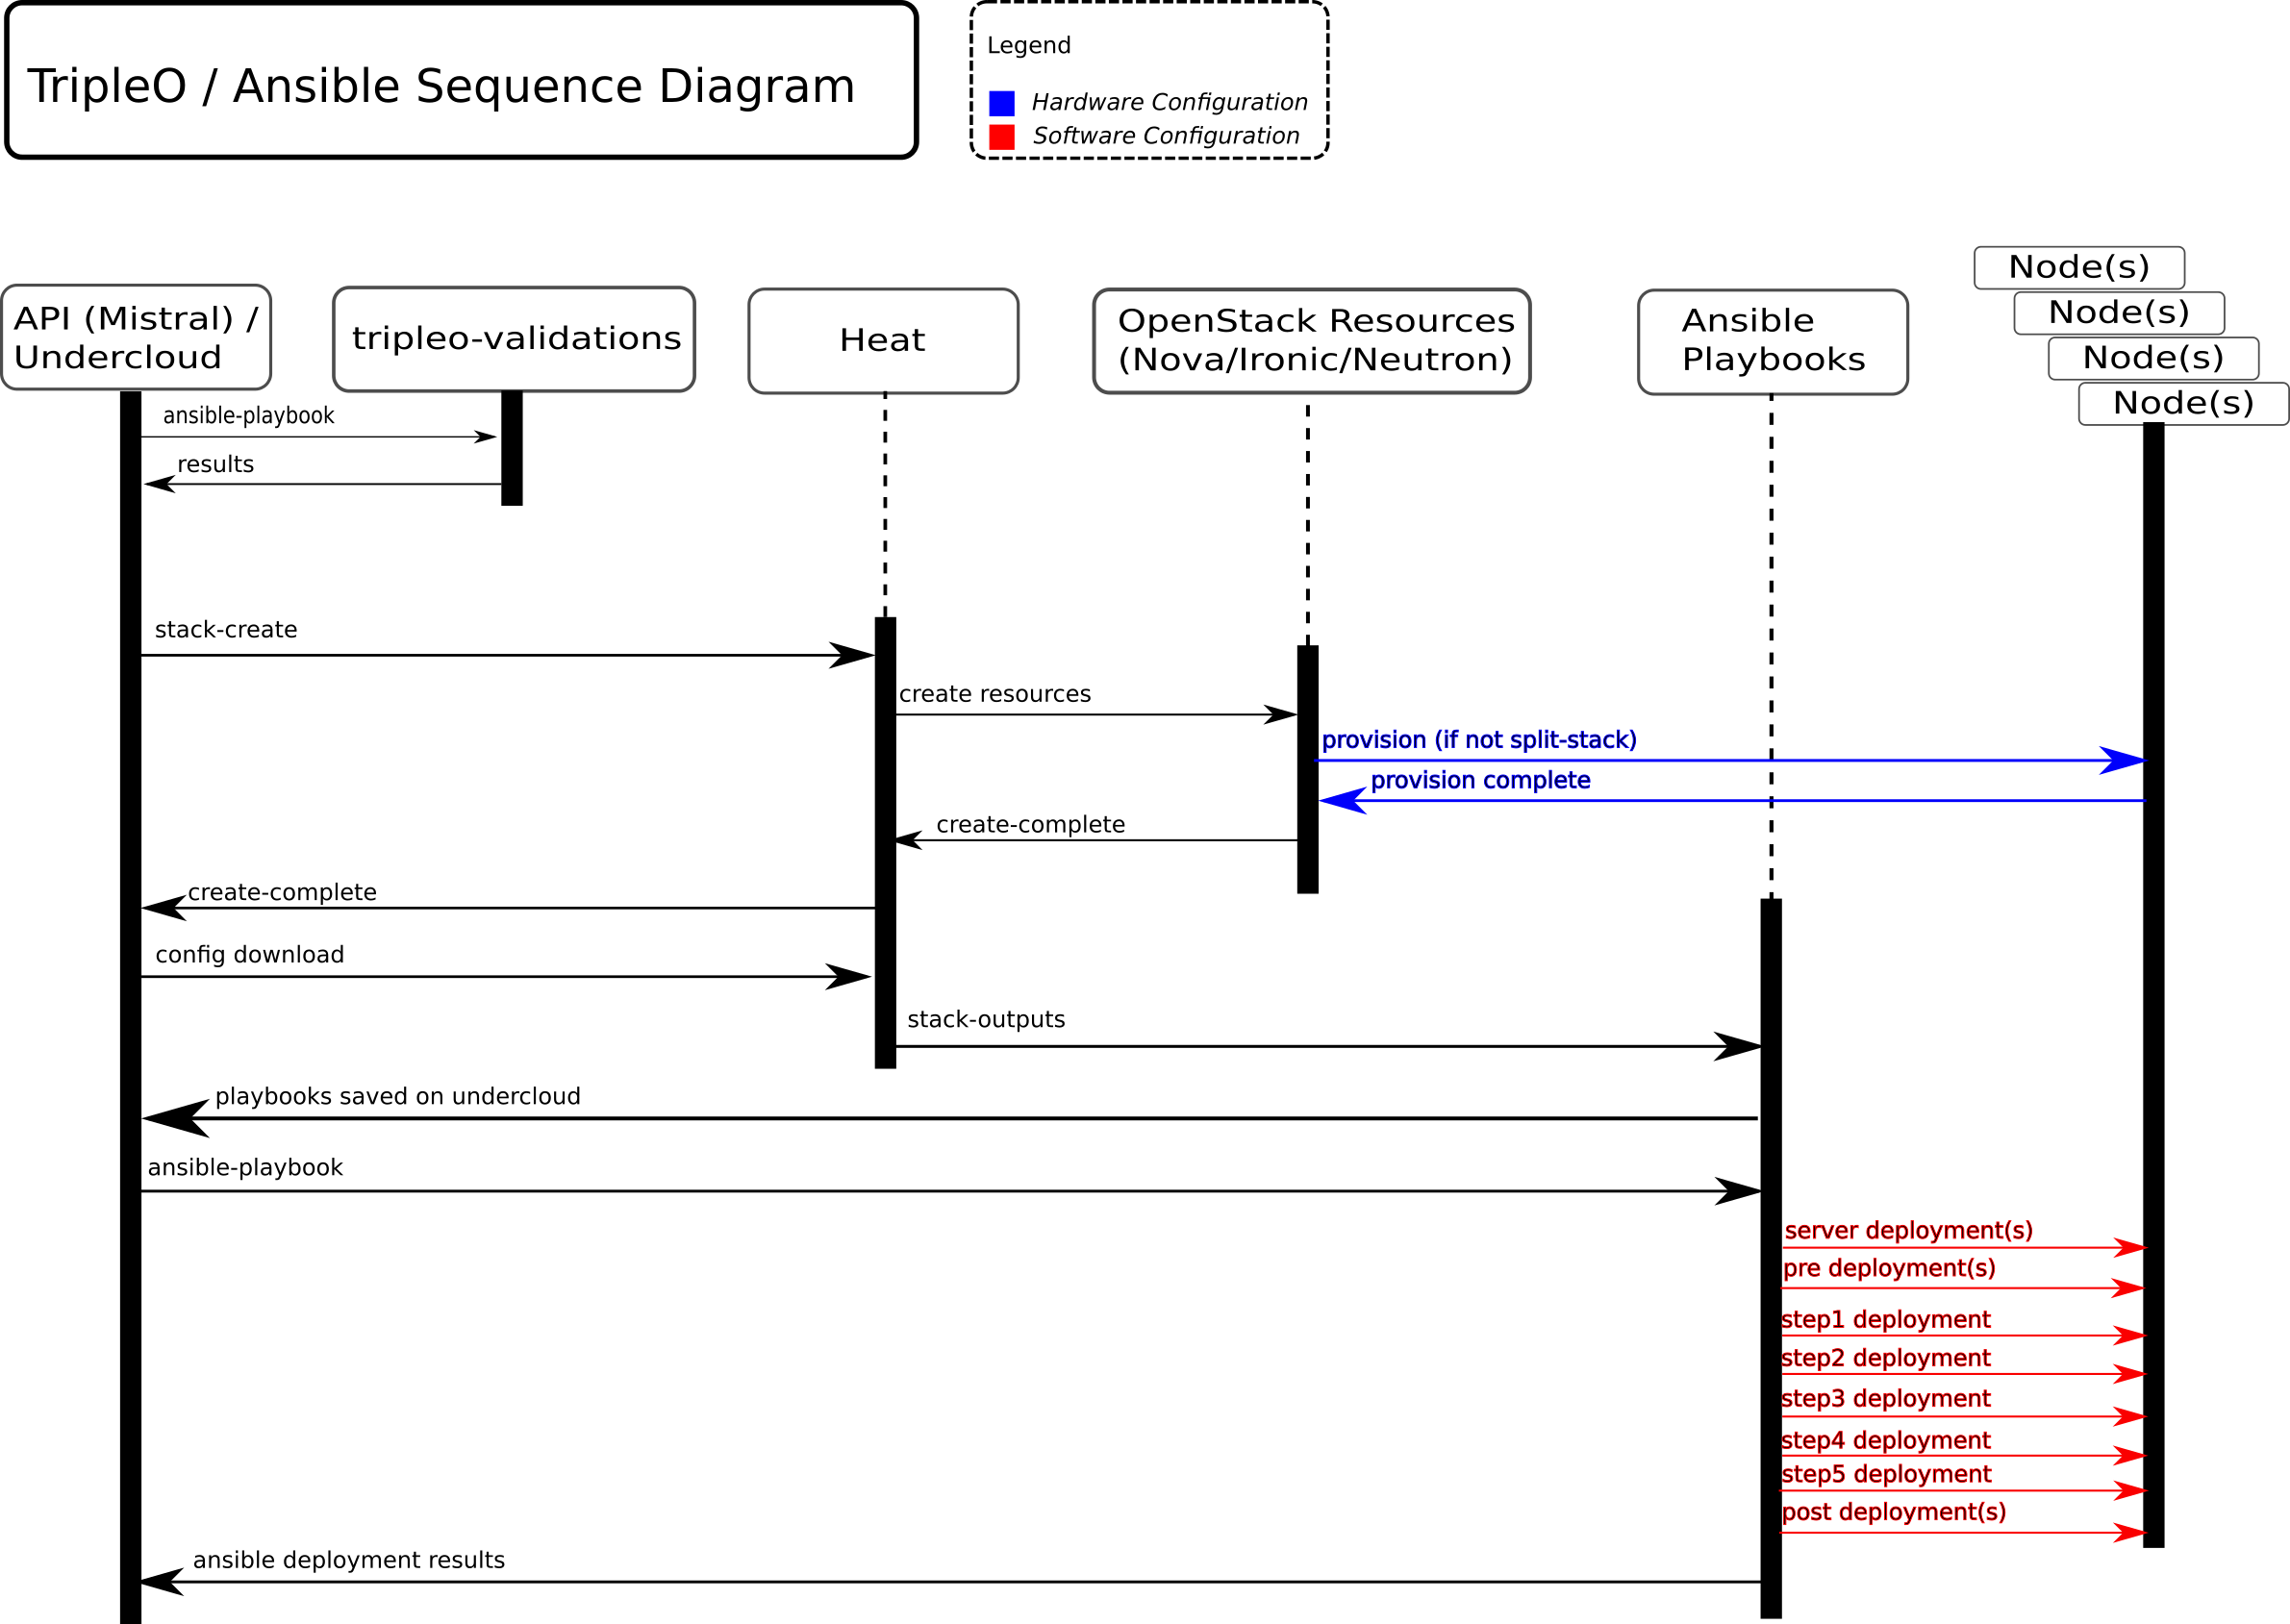 TripleO / Ansible Sequence Diagram
Legend
Hardware Configuration
Software Configuration
Node(s)
Node(s)
Node(s)
Node(s)
API (Mistral) /
Undercloud
tripleo-validations
Heat
OpenStack Resources
(Nova/Ironic/Neutron)
Ansible
Playbooks
ansible-playbook
results
stack-create
create resources
provision (if not split-stack)
provision complete
create-complete
create-complete
config download
stack-outputs
playbooks saved on undercloud
ansible-playbook
server deployment(s)
pre deployment(s)
step1 deployment
step2 deployment
step3 deployment
step4 deployment
step5 deployment
post deployment(s)
ansible deployment results